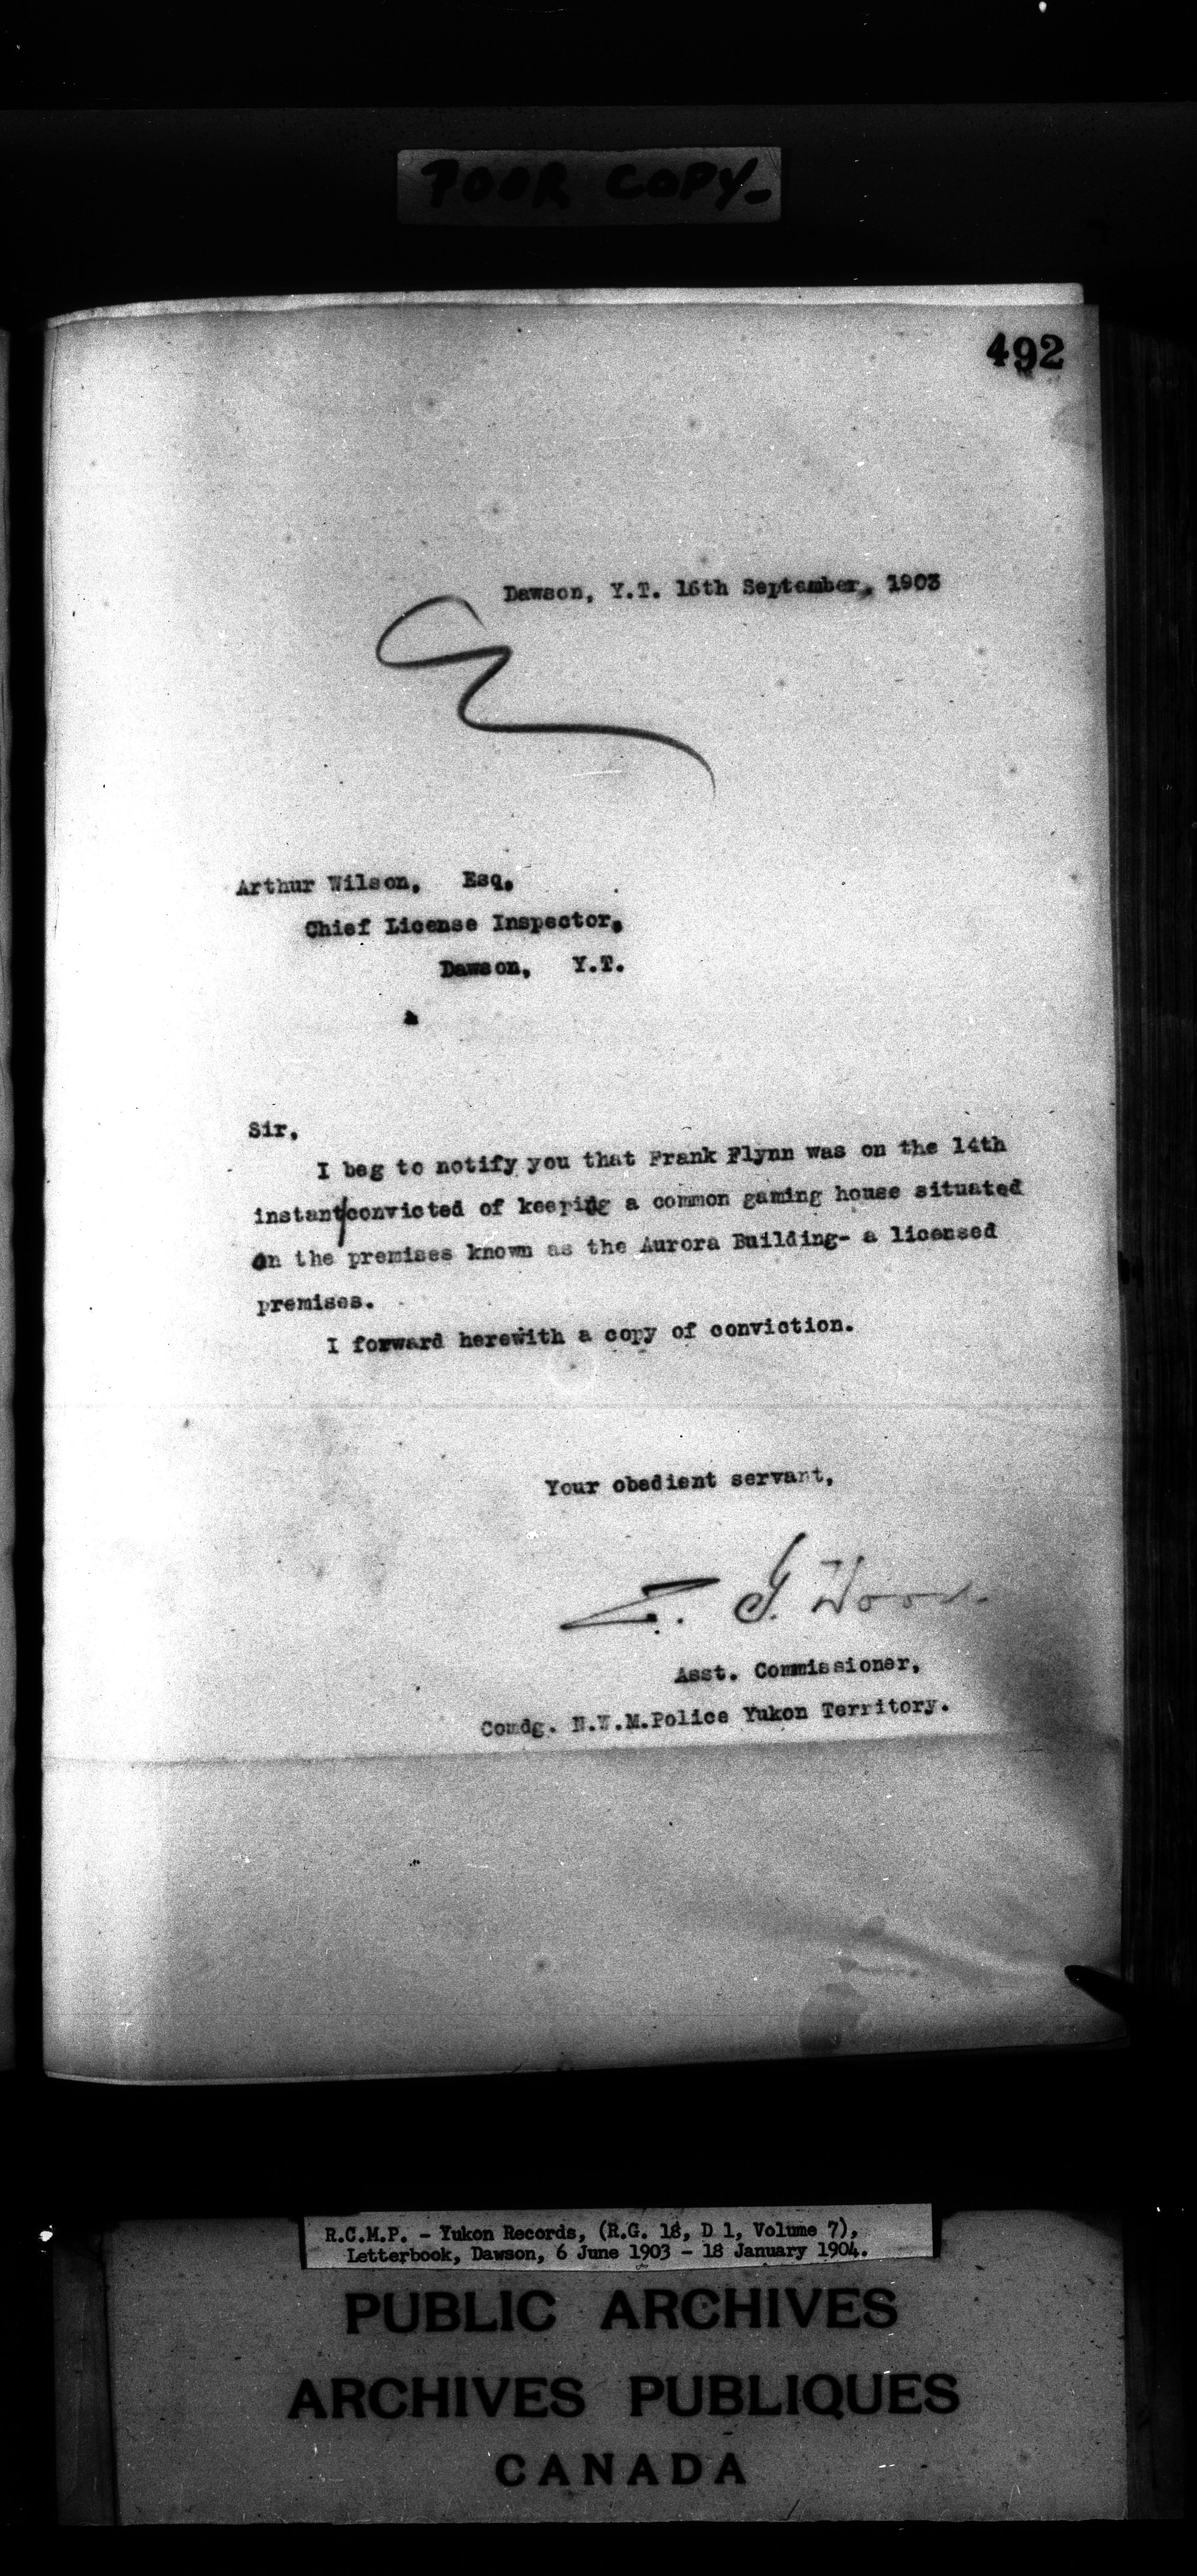 POOR COPY-
492
Dawson, Y.T. 16th September, 1903
Arthur Wilson, Esq.
Chief License Inspector,
Dawson, Y.T.
Sir,
I beg to notify you that Frank Flynn was on the 14th
instant convicted of keeping a common gaming house situated
on the premises known as the Aurora Building- a licensed
premises.
I forward herewith a copy of conviction.
Your obedient servant,
Z. J. Wood.
Asst. Commissioner,
Comdg. N.W.M.Police Yukon Territory.
R.C.M.P. - Yukon Records, (R.G. 18, D 1, Volume 7),
Letterbook, Dawson, 6 June 1903 - 18 January 1904.
PUBLIC ARCHIVES
ARCHIVES PUBLIQUES
CANADA